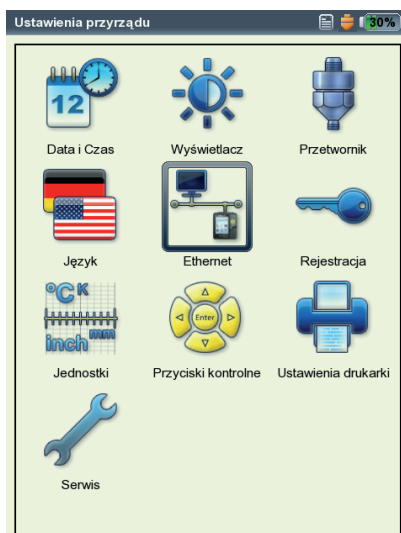 Ustawienia przyrządu 30%
12
Data i Czas Wyświetlacz Przetwornik
Język Ethernet Rejestracja
°C K
mm
inch
Enter
Jednostki Przyciski kontrolne Ustawienia drukarki
Serwis